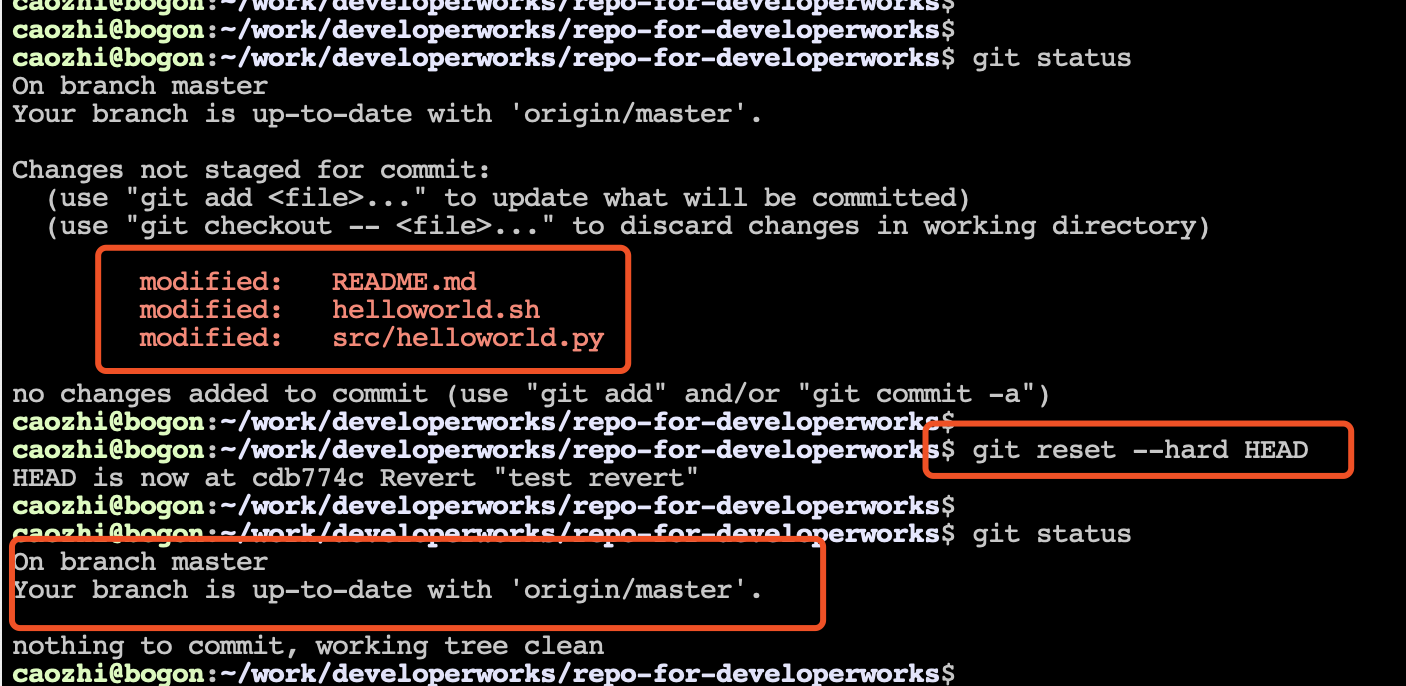 caozhi@bogon:~/work/developerworks/repo-for-developerworks$
caozhi@bogon:~/work/developerworks/repo-for-developerworks$
caozhi@bogon:~/work/developerworks/repo-for-developerworks$ git status
On branch master
Your branch is up-to-date with 'origin/master'.
Changes not staged for commit:
  (use "git add <file>..." to update what will be committed)
  (use "git checkout -- <file>..." to discard changes in working directory)
        modified:   README.md
        modified:   helloworld.sh
        modified:   src/helloworld.py
no changes added to commit (use "git add" and/or "git commit -a")
caozhi@bogon:~/work/developerworks/repo-for-developerworks$
caozhi@bogon:~/work/developerworks/repo-for-developerworks$ git reset --hard HEAD
HEAD is now at cdb774c Revert "test revert"
caozhi@bogon:~/work/developerworks/repo-for-developerworks$
caozhi@bogon:~/work/developerworks/repo-for-developerworks$ git status
On branch master
Your branch is up-to-date with 'origin/master'.
nothing to commit, working tree clean
caozhi@bogon:~/work/developerworks/repo-for-developerworks$